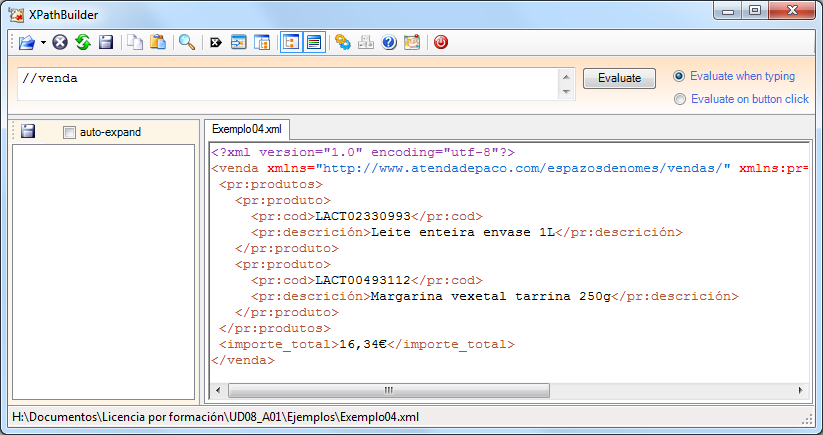 XPathBuilder
//venda
Evaluate
Evaluate when typing
Evaluate on button click
auto-expand
Exemplo04.xml
<?xml version="1.0" encoding="utf-8"?>
<venda xmlns="http://www.atendadepaco.com/espazosdenomes/vendas/" xmlns:pr=
<pr:produtos>
<pr:produto>
<pr:cod>LACT02330993</pr:cod>
<pr:descrición>Leite enteira envase 1L</pr:descrición>
</pr:produto>
<pr:produto>
<pr:cod>LACT00493112</pr:cod>
<pr:descrición>Margarina vexetal tarrina 250g</pr:descrición>
</pr:produto>
</pr:produtos>
<importe_total>16,34€</importe_total>
</venda>
H:\Documentos\Licencia por formación\UD08_A01\Ejemplos\Exemplo04.xml